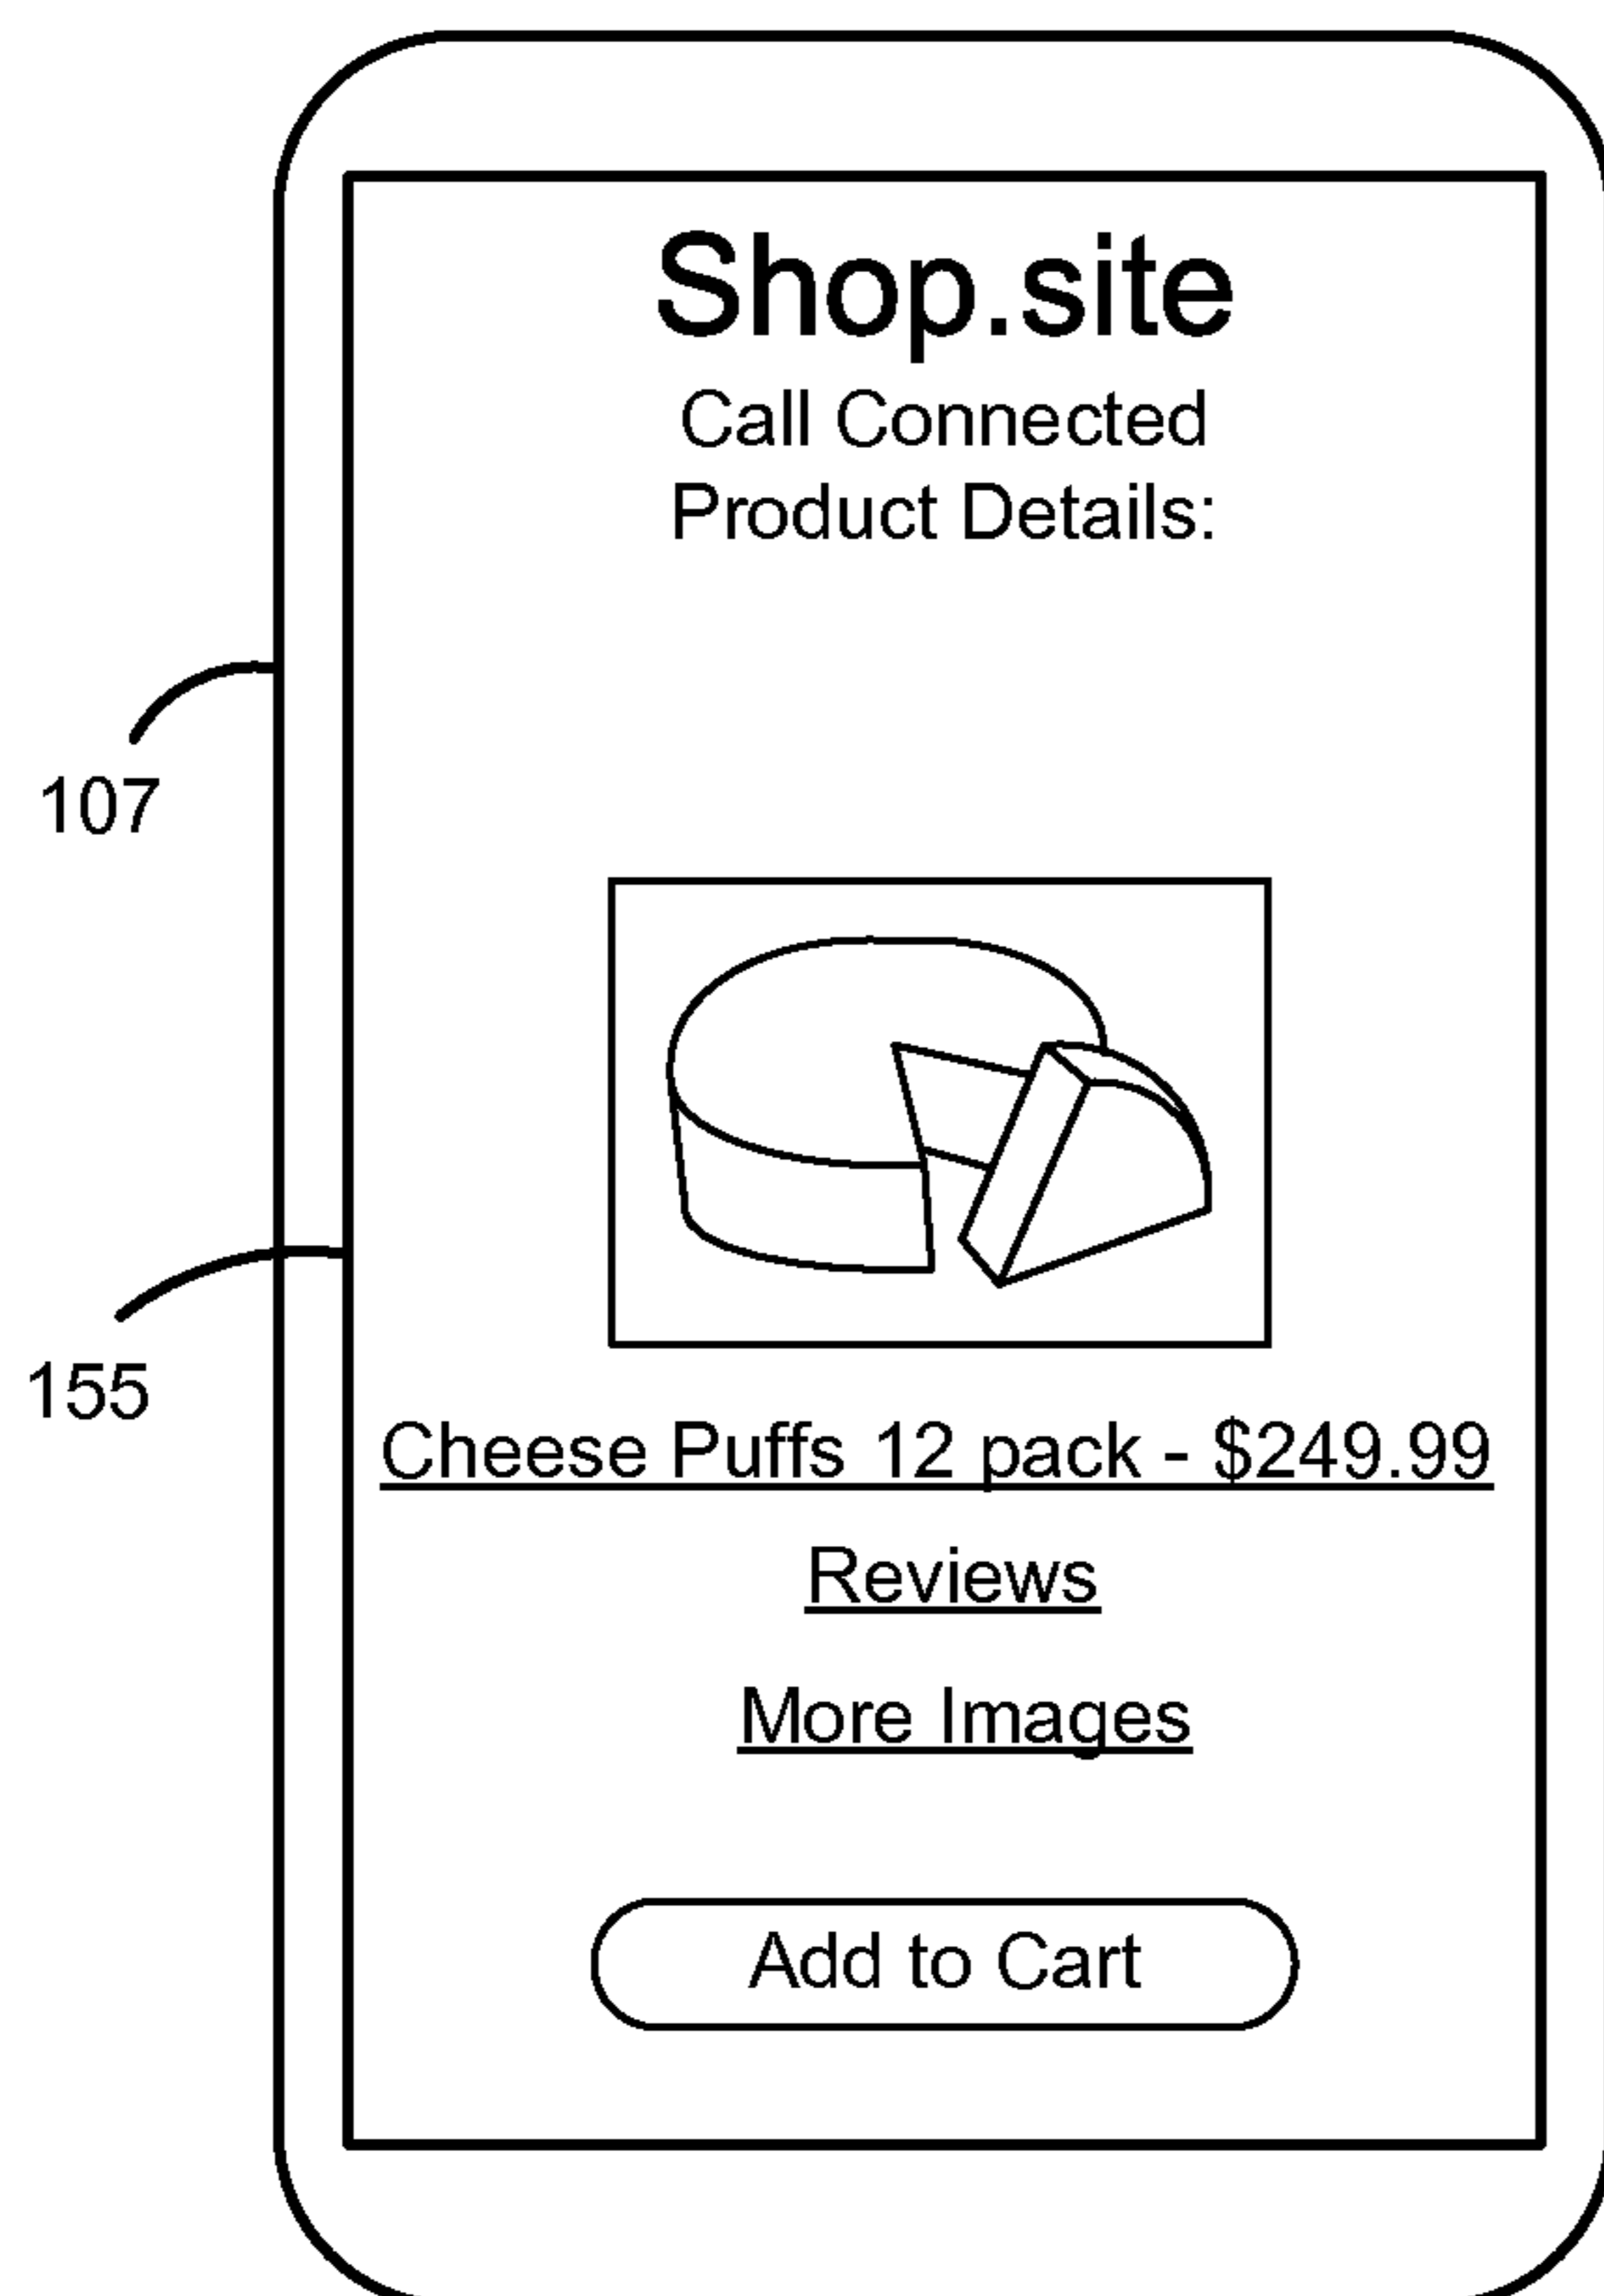 Shop.site
Call Connected
Product Details:
107
155
Cheese Puffs 12 pack - $249.99
Reviews
More Images
Add to Cart